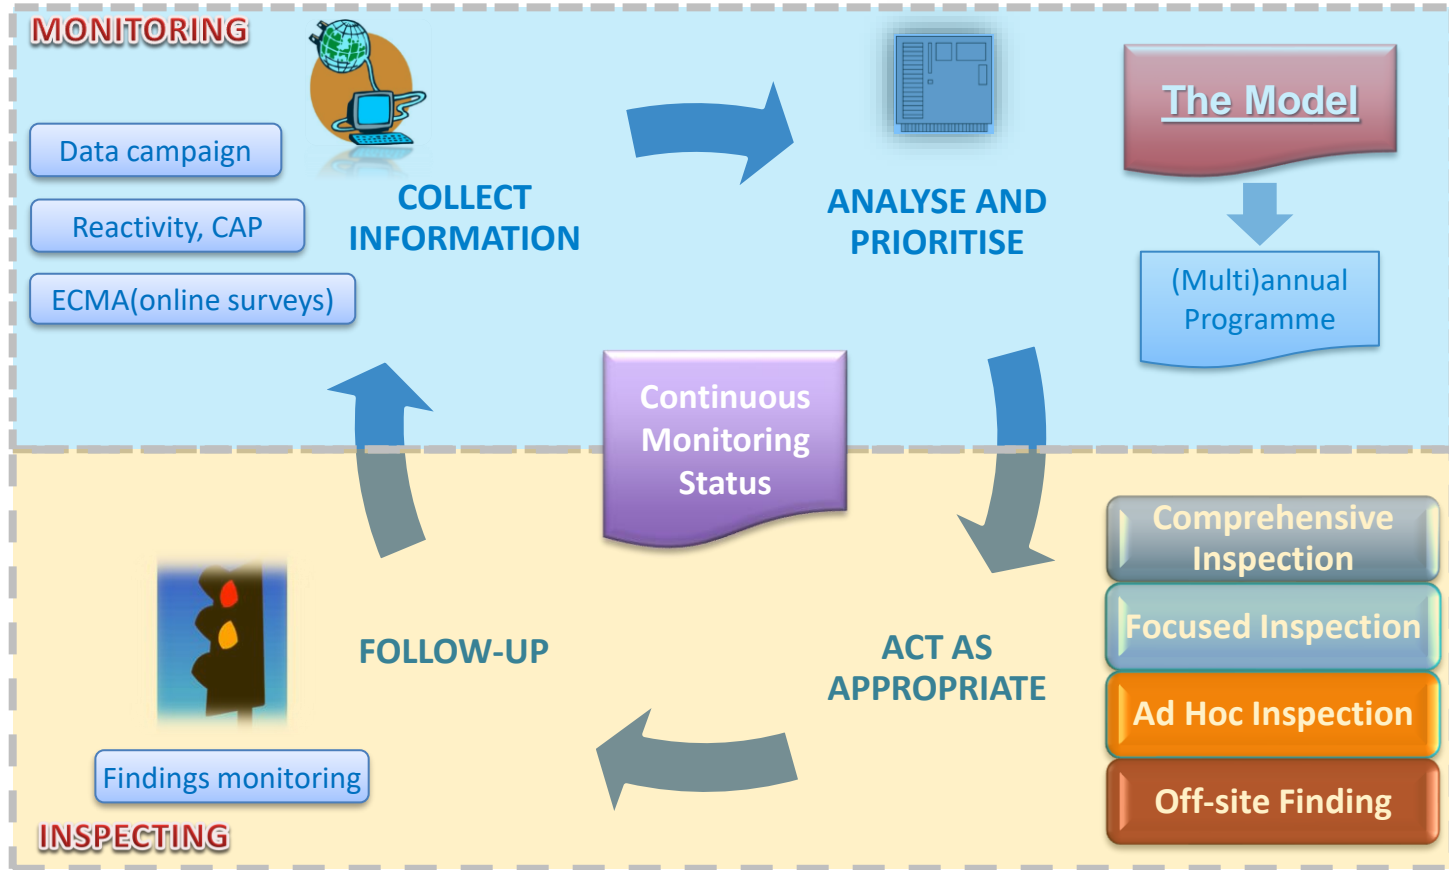 MONITORING
Data campaign
Reactivity, CAP
ECMA(online surveys)
COLLECT
INFORMATION
ANALYSE AND
PRIORITISE
The Model
(Multi)annual
Programme
Continuous
Monitoring
Status
Comprehensive
Inspection
Focused Inspection
Ad Hoc Inspection
Off-site Finding
ACT AS
APPROPRIATE
FOLLOW-UP
Findings monitoring
INSPECTING